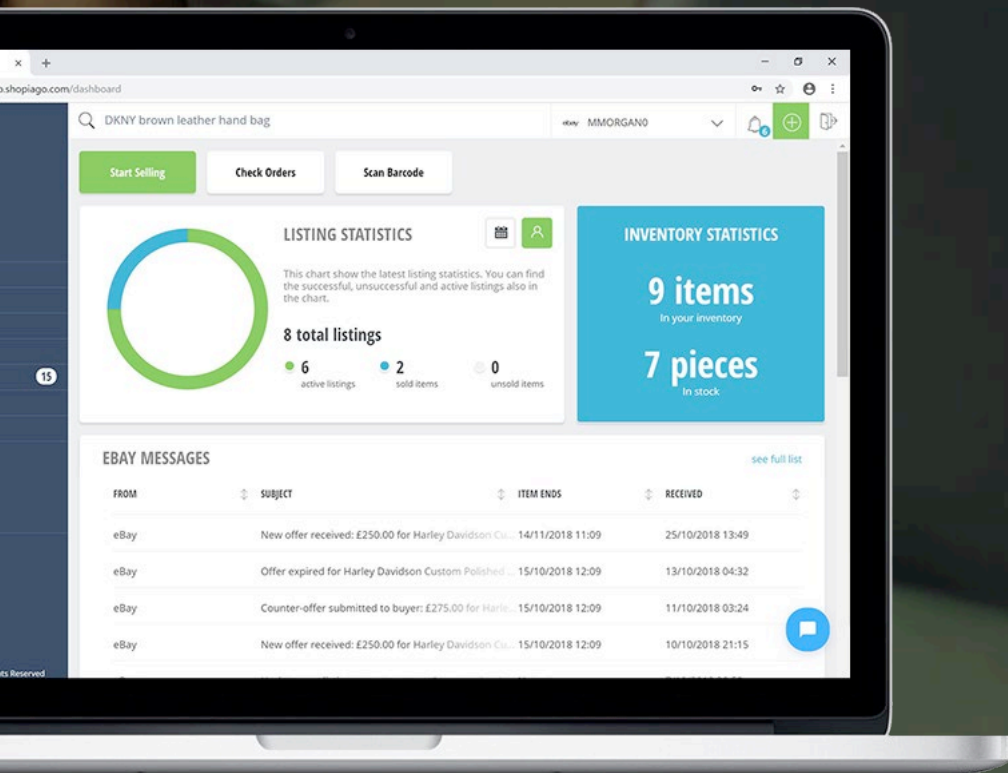 × +
o.shopiago.com/dashboard
DKNY brown leather hand bag
ebay MMORGAN0
6
Start Selling
Check Orders
Scan Barcode
LISTING STATISTICS
This chart show the latest listing statistics. You can find
the successful, unsuccessful and active listings also in
the chart.
8 total listings
6
active listings
2
sold items
0
unsold items
INVENTORY STATISTICS
9 items
In your inventory
7 pieces
In stock
15
EBAY MESSAGES
see full list
FROM SUBJECT ITEM ENDS RECEIVED
eBay New offer received: £250.00 for Harley Davidson Cu... 14/11/2018 11:09 25/10/2018 13:49
eBay Offer expired for Harley Davidson Custom Polished ... 15/10/2018 12:09 13/10/2018 04:32
eBay Counter-offer submitted to buyer: £275.00 for Harle... 15/10/2018 12:09 11/10/2018 03:24
eBay New offer received: £250.00 for Harley Davidson Cu... 15/10/2018 12:09 10/10/2018 21:15
hts Reserved